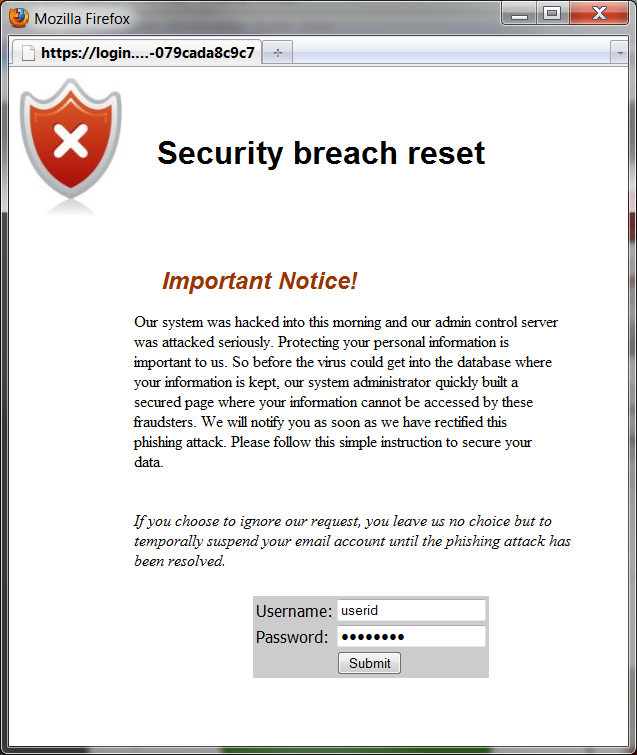 Mozilla Firefox
https://login....-079cada8c9c7
Security breach reset
Important Notice!
Our system was hacked into this morning and our admin control server
was attacked seriously. Protecting your personal information is
important to us. So before the virus could get into the database where
your information is kept, our system administrator quickly built a
secured page where your information cannot be accessed by these
fraudsters. We will notify you as soon as we have rectified this
phishing attack. Please follow this simple instruction to secure your
data.
If you choose to ignore our request, you leave us no choice but to
temporally suspend your email account until the phishing attack has
been resolved.
Username: userid
Password: ●●●●●●●●
Submit